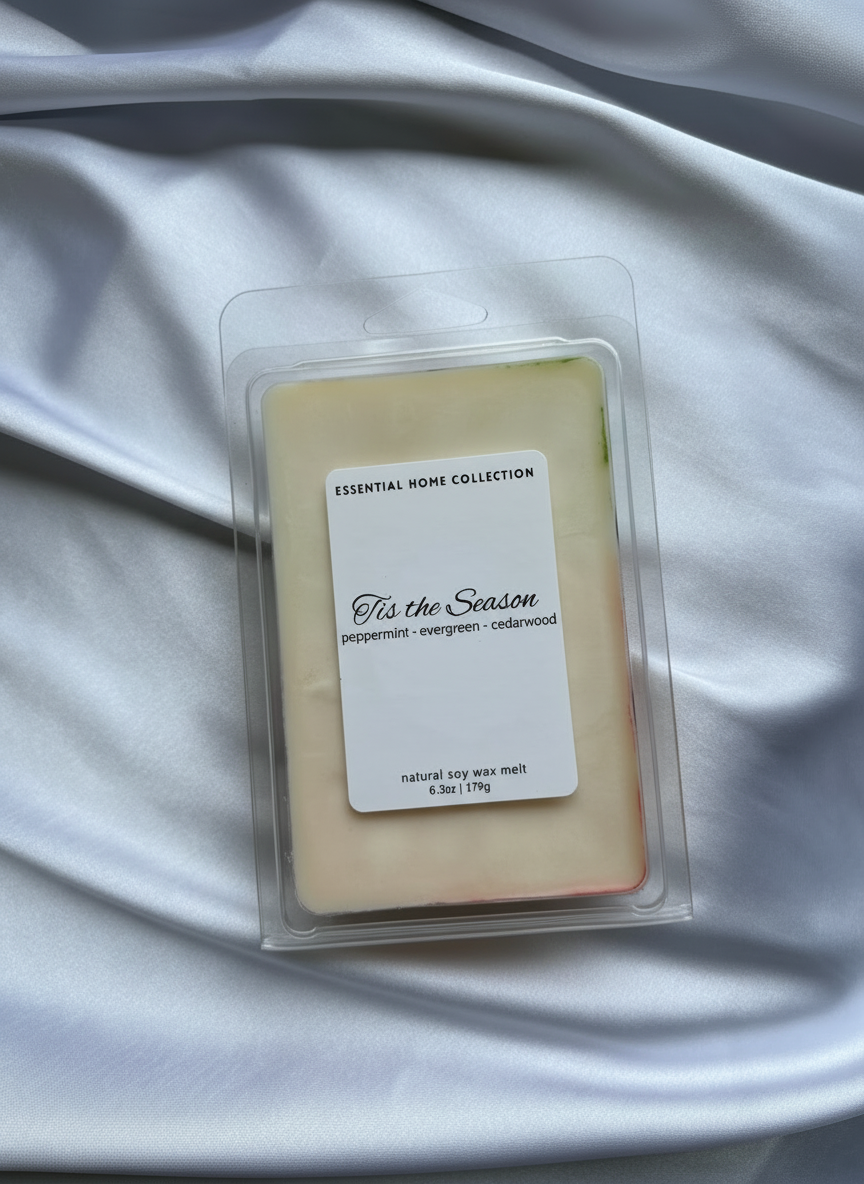 ESSENTIAL HOME COLLECTION
'Tis the Season
peppermint - evergreen - cedarwood
natural soy wax melt
6.3oz | 179g